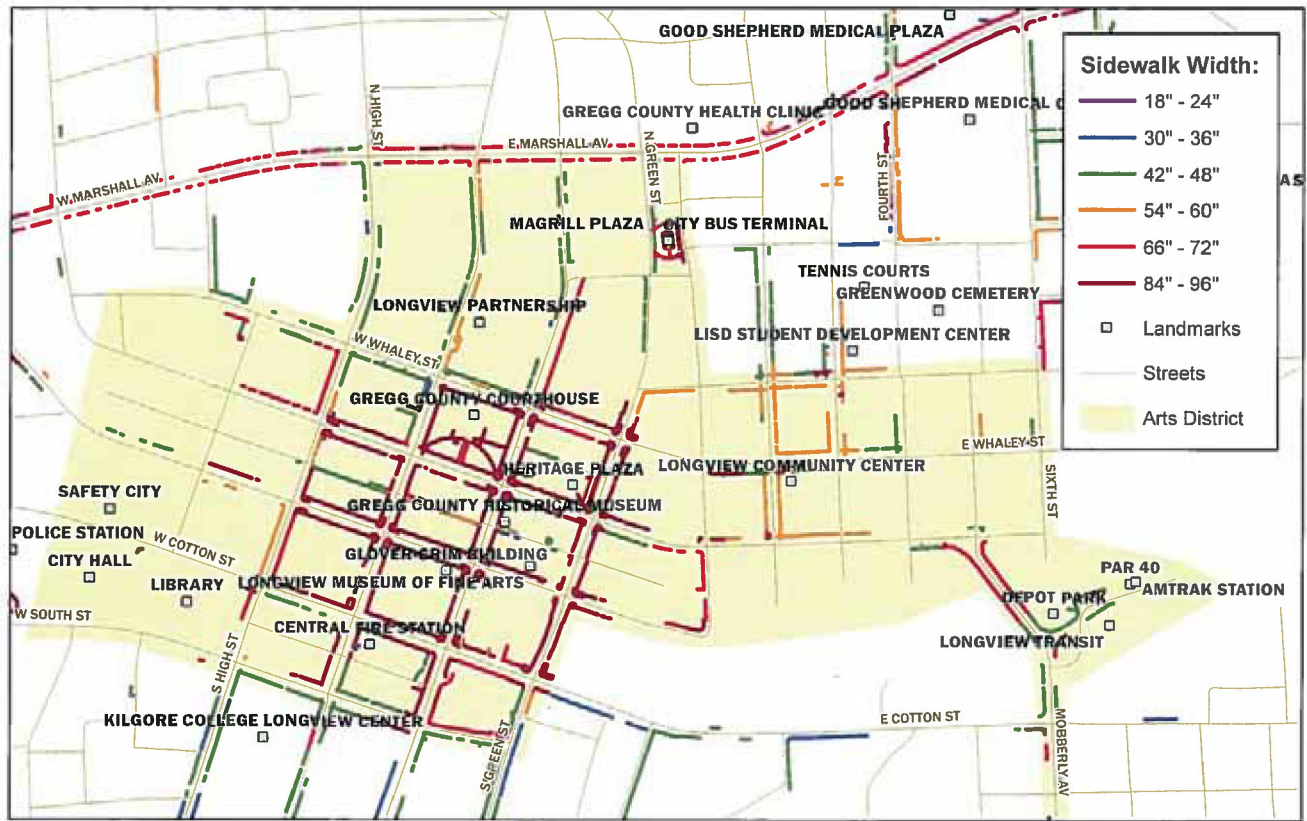 GOOD SHEPHERD MEDICAL PLAZA
Sidewalk Width:
18" - 24"
30" - 36"
42" - 48"
54" - 60"
66" - 72"
84" - 96"
Landmarks
Streets
Arts District
GREGG COUNTY HEALTH CLINIC
GOOD SHEPHERD MEDICAL C
N HIGH ST
E MARSHALL AV
N GREEN ST
FOURTH ST
W MARSHALL AV
AS
MAGRILL PLAZA
CITY BUS TERMINAL
TENNIS COURTS
GREENWOOD CEMETERY
LONGVIEW PARTNERSHIP
LISD STUDENT DEVELOPMENT CENTER
W WHALEY ST
GREGG COUNTY COURTHOUSE
E WHALEY ST
HERITAGE PLAZA
LONGVIEW COMMUNITY CENTER
SIXTH ST
SAFETY CITY
GREGG COUNTY HISTORICAL MUSEUM
POLICE STATION
W COTTON ST
CITY HALL
GLOVER CRIM BUILDING
LIBRARY
LONGVIEW MUSEUM OF FINE ARTS
PAR 40
AMTRAK STATION
DEPOT PARK
W SOUTH ST
CENTRAL FIRE STATION
LONGVIEW TRANSIT
S HIGH ST
KILGORE COLLEGE LONGVIEW CENTER
E COTTON ST
S GREEN ST
MOBBERLY AV